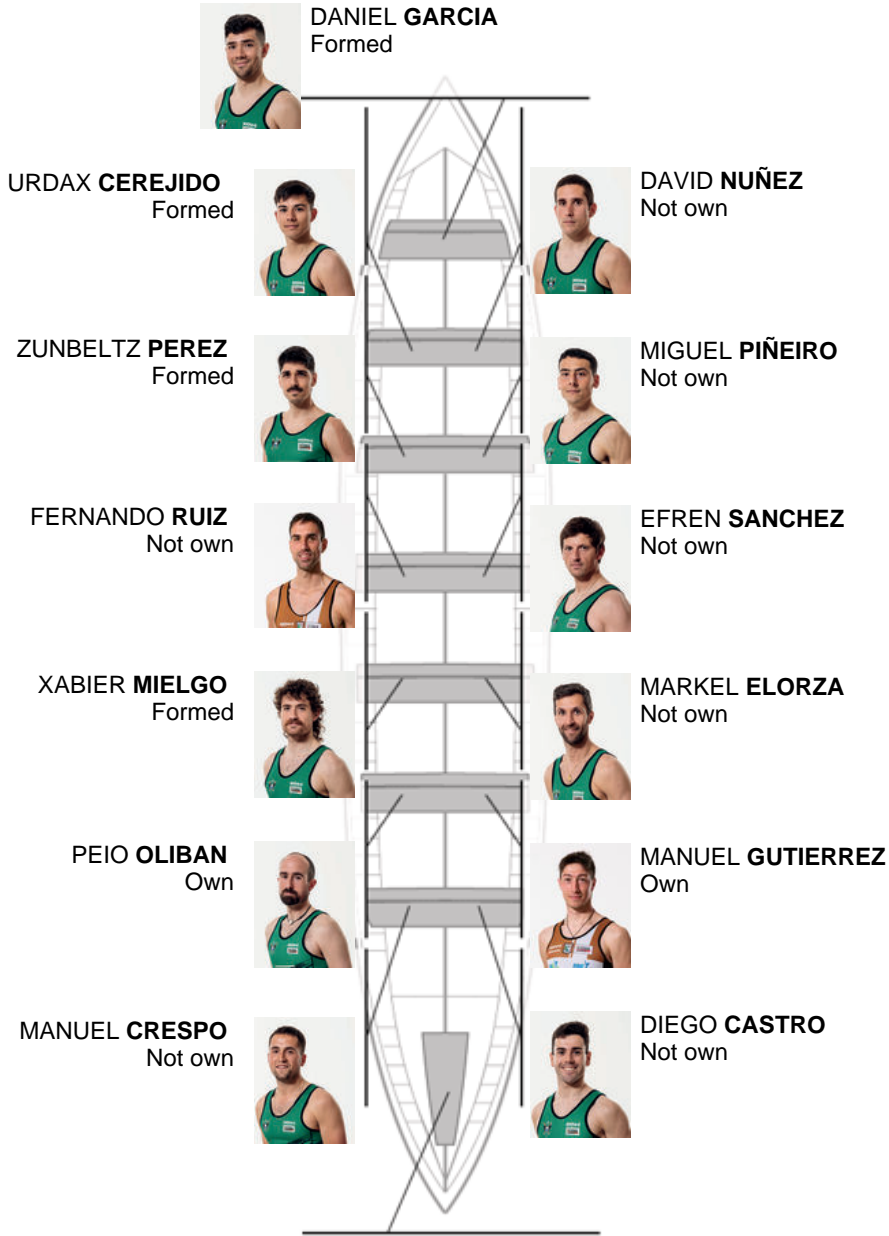 DANIEL GARCIA
Formed
URDAX CEREJIDO
Formed
DAVID NUÑEZ
Not own
ZUNBELTZ PEREZ
Formed
MIGUEL PIÑEIRO
Not own
FERNANDO RUIZ
Not own
EFREN SANCHEZ
Not own
XABIER MIELGO
Formed
MARKEL ELORZA
Not own
PEIO OLIBAN
Own
MANUEL GUTIERREZ
Own
MANUEL CRESPO
Not own
DIEGO CASTRO
Not own